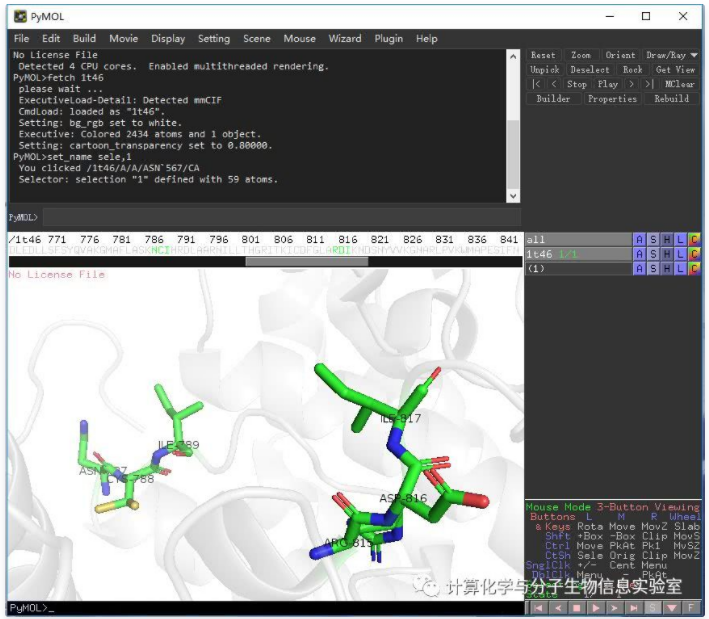 PyMOL
File Edit Build Movie Display Setting Scene Mouse Wizard Plugin Help
No License File
Detected 4 CPU cores. Enabled multithreaded rendering.
PyMOL>fetch 1t46
please wait ...
ExecutiveLoad-Detail: Detected mmCIF
CmdLoad: loaded as "1t46".
Setting: bg_rgb set to white.
Executive: Colored 2434 atoms and 1 object.
Setting: cartoon_transparency set to 0.80000.
PyMOL>set_name sele,1
You clicked /1t46/A/A/ASN`567/CA
Selector: selection "1" defined with 59 atoms.
PyMOL>
Reset Zoom Orient Draw/Ray
Unpick Deselect Rock Get View
|< < Stop Play > >| MClear
Builder Properties Rebuild
/1t46 771 776 781 786 791 796 801 806 811 816 821 826 831 836 841
all A S H L C
1t46 1/1 A S H L C
(1) A S H L C
No License File
ILE-817
ILE-789
CYS-788
ASP-816
ARG-815
Mouse Mode 3-Button Viewing
Buttons L M R Wheel
& Keys Rota Move MovZ Slab
Shft +Box -Box Clip MovS
Ctrl Move PkAt Pk1 MvSZ
CtSh Sele Orig Clip MovZ
SnglClk +/- Cent Menu
DblClk Menu PkAt
State
计算化学与分子生物信息实验室
PyMOL>_
S F